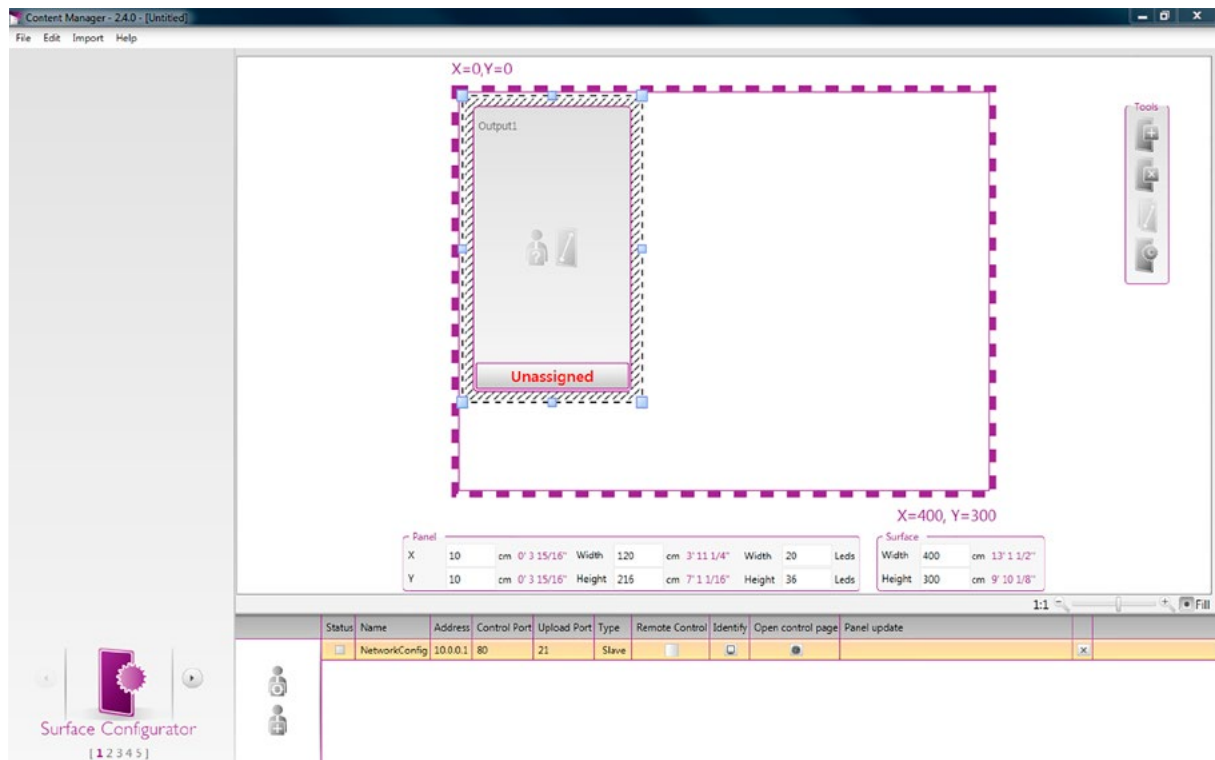 Content Manager - 2.4.0 - [Untitled]
File Edit Import Help
X=0,Y=0
Tools
Output1
Unassigned
X=400, Y=300
Panel
X 10 cm 0' 3 15/16" Width 120 cm 3' 11 1/4" Width 20 Leds
Y 10 cm 0' 3 15/16" Height 216 cm 7' 1 1/16" Height 36 Leds
Surface
Width 400 cm 13' 1 1/2"
Height 300 cm 9' 10 1/8"
1:1 Fill
Status Name Address Control Port Upload Port Type Remote Control Identify Open control page Panel update
NetworkConfig 10.0.0.1 80 21 Slave
Surface Configurator
[ 1 2 3 4 5 ]